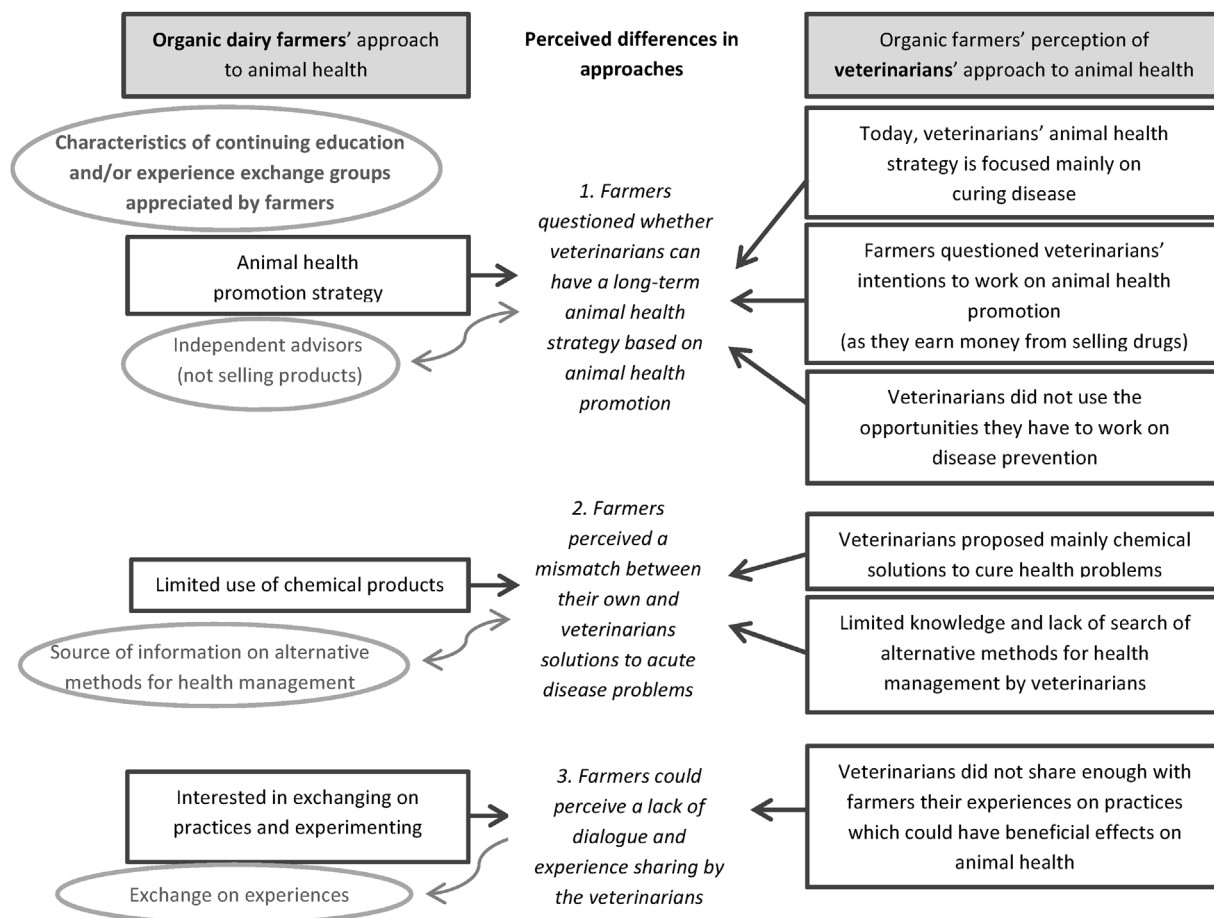 Organic dairy farmers' approach
to animal health
Perceived differences in
approaches
Organic farmers' perception of
veterinarians' approach to animal health
Characteristics of continuing education
and/or experience exchange groups
appreciated by farmers
Animal health
promotion strategy
Independent advisors
(not selling products)
1. Farmers
questioned whether
veterinarians can
have a long-term
animal health
strategy based on
animal health
promotion
Today, veterinarians' animal health
strategy is focused mainly on
curing disease
Farmers questioned veterinarians'
intentions to work on animal health
promotion
(as they earn money from selling drugs)
Veterinarians did not use the
opportunities they have to work on
disease prevention
Limited use of chemical products
Source of information on alternative
methods for health management
2. Farmers
perceived a
mismatch between
their own and
veterinarians
solutions to acute
disease problems
Veterinarians proposed mainly chemical
solutions to cure health problems
Limited knowledge and lack of search of
alternative methods for health
management by veterinarians
Interested in exchanging on
practices and experimenting
Exchange on experiences
3. Farmers could
perceive a lack of
dialogue and
experience sharing by
the veterinarians
Veterinarians did not share enough with
farmers their experiences on practices
which could have beneficial effects on
animal health